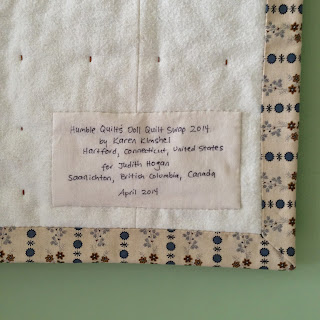 Humble Quilts Doll Quilt Swap 2014
by Karen Kinshel
Hartford, Connecticut, United States
for Judith Hogan
Saanichton, British Columbia, Canada
April 2014